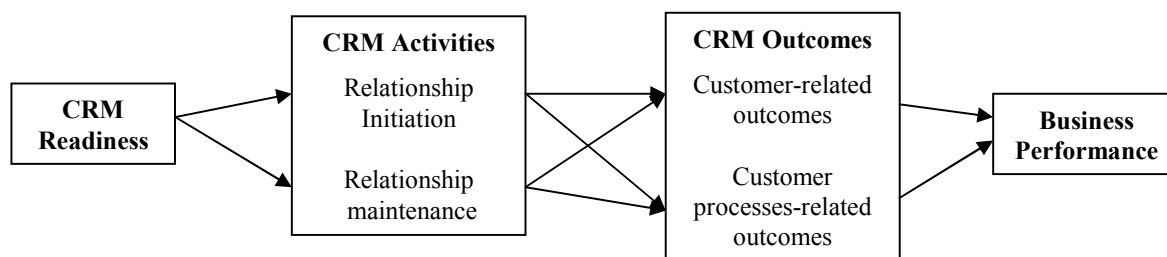 CRM
Readiness
CRM Activities
Relationship
Initiation
Relationship
maintenance
CRM Outcomes
Customer-related
outcomes
Customer
processes-related
outcomes
Business
Performance